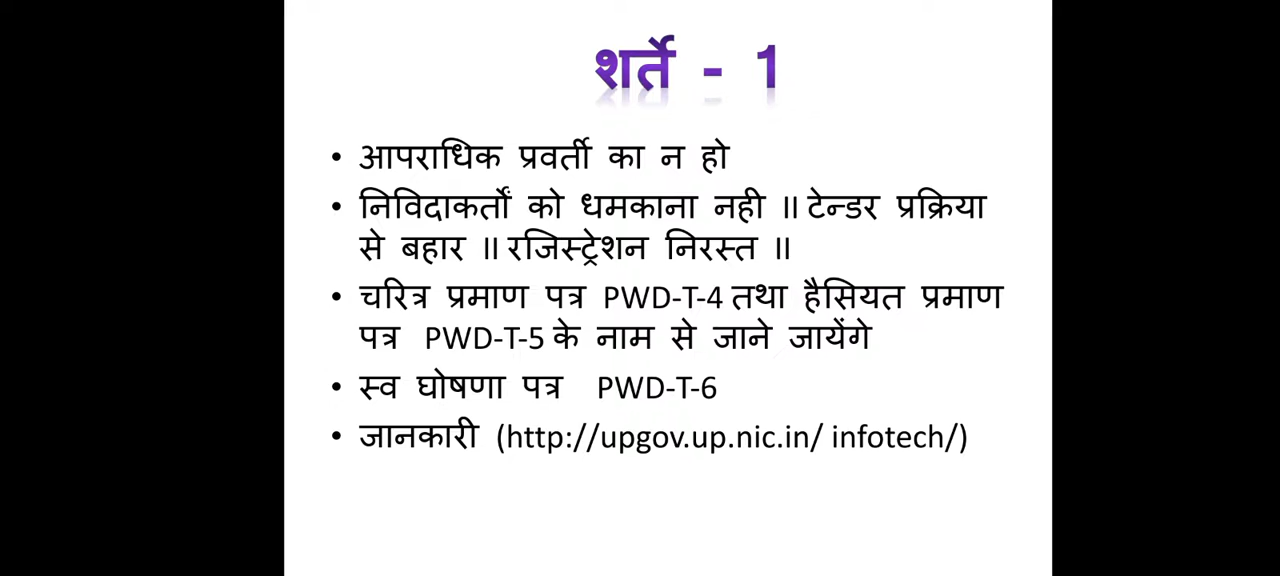 शर्ते - 1
• आपराधिक प्रवर्ती का न हो
• निविदाकर्तों को धमकाना नही ॥ टेन्डर प्रक्रिया
से बहार ॥ रजिस्ट्रेशन निरस्त ॥
• चरित्र प्रमाण पत्र PWD-T-4 तथा हैसियत प्रमाण
पत्र PWD-T-5 के नाम से जाने जायेंगे
• स्व घोषणा पत्र PWD-T-6
• जानकारी (http://upgov.up.nic.in/ infotech/)